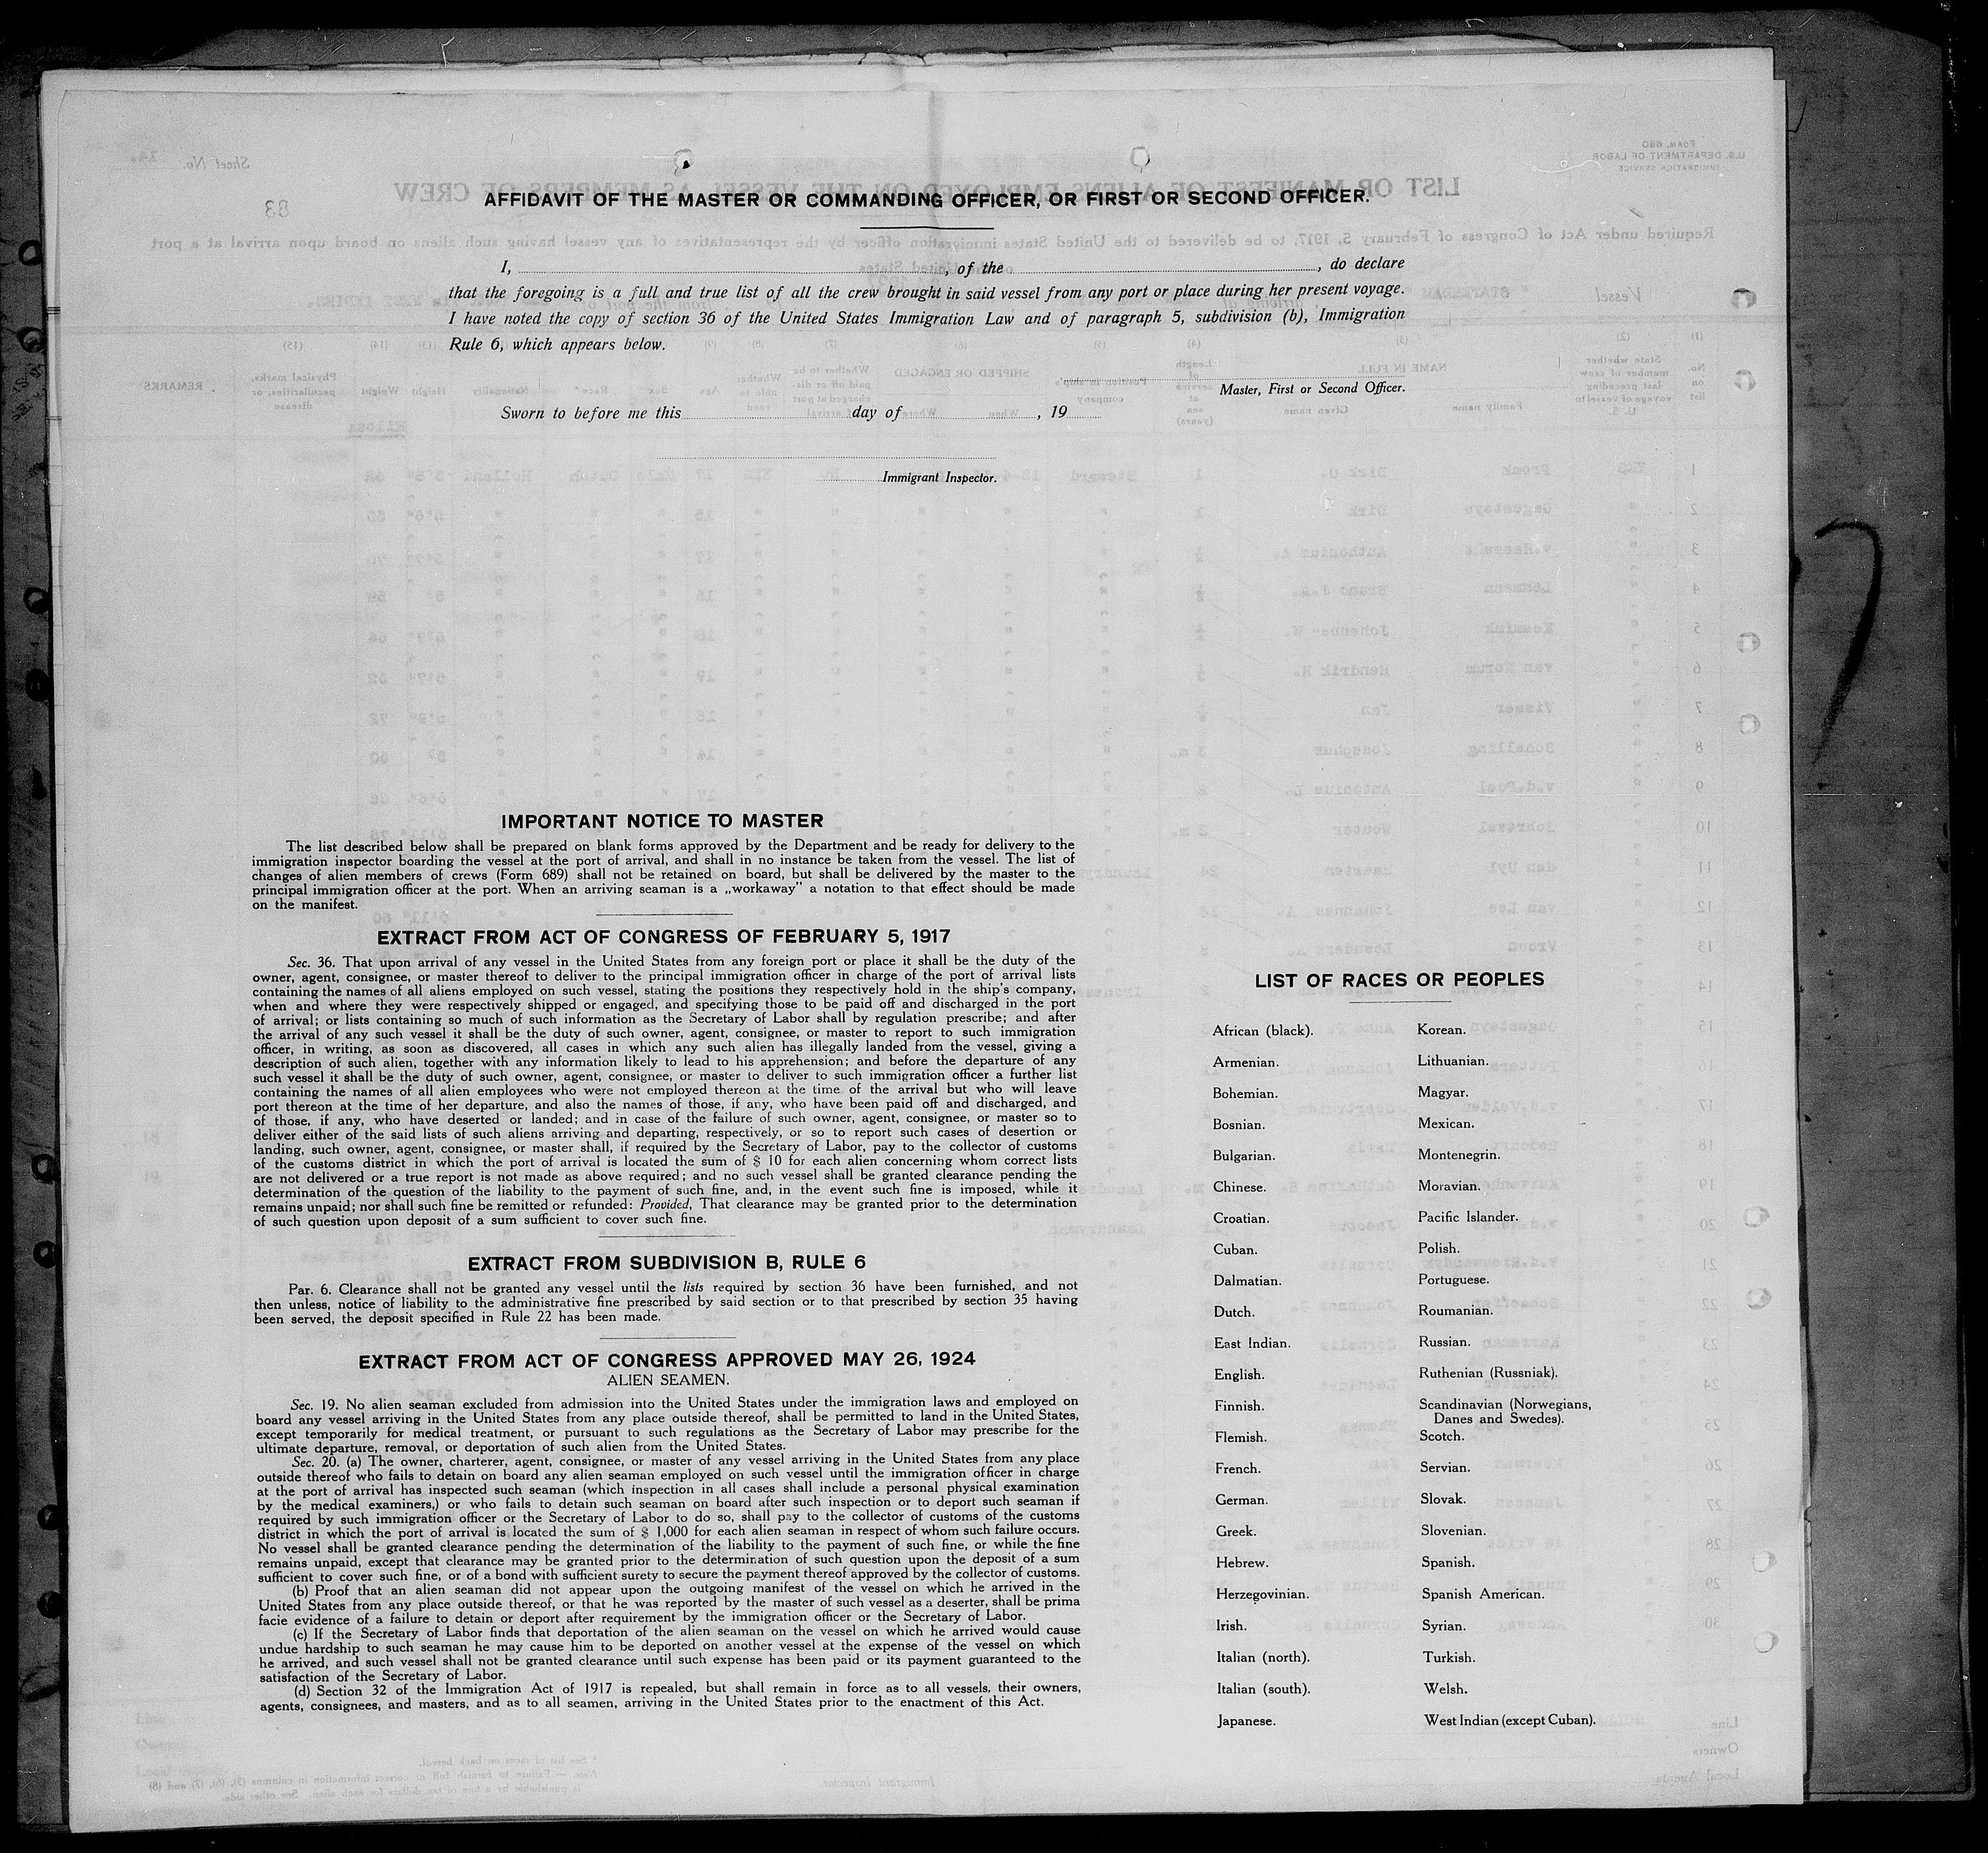 AFFIDAVIT OF THE MASTER OR COMMANDING OFFICER, OR FIRST OR SECOND OFFICER.
I, , of the , do declare
that the foregoing is a full and true list of all the crew brought in said vessel from any port or place during her present voyage.
I have noted the copy of section 36 of the United States Immigration Law and of paragraph 5, subdivision (b), Immigration
Rule 6, which appears below.
Master, First or Second Officer.
Sworn to before me this day of , 19
Immigrant Inspector.
IMPORTANT NOTICE TO MASTER
The list described below shall be prepared on blank forms approved by the Department and be ready for delivery to the
immigration inspector boarding the vessel at the port of arrival, and shall in no instance be taken from the vessel. The list of
changes of alien members of crews (Form 689) shall not be retained on board, but shall be delivered by the master to the
principal immigration officer at the port. When an arriving seaman is a „workaway” a notation to that effect should be made
on the manifest.
EXTRACT FROM ACT OF CONGRESS OF FEBRUARY 5, 1917
Sec. 36. That upon arrival of any vessel in the United States from any foreign port or place it shall be the duty of the
owner, agent, consignee, or master thereof to deliver to the principal immigration officer in charge of the port of arrival lists
containing the names of all aliens employed on such vessel, stating the positions they respectively hold in the ship's company,
when and where they were respectively shipped or engaged, and specifying those to be paid off and discharged in the port
of arrival; or lists containing so much of such information as the Secretary of Labor shall by regulation prescribe; and after
the arrival of any such vessel it shall be the duty of such owner, agent, consignee, or master to report to such immigration
officer, in writing, as soon as discovered, all cases in which any such alien has illegally landed from the vessel, giving a
description of such alien, together with any information likely to lead to his apprehension; and before the departure of any
such vessel it shall be the duty of such owner, agent, consignee, or master to deliver to such immigration officer a further list
containing the names of all alien employees who were not employed thereon at the time of the arrival but who will leave
port thereon at the time of her departure, and also the names of those, if any, who have been paid off and discharged, and
of those, if any, who have deserted or landed; and in case of the failure of such owner, agent, consignee, or master so to
deliver either of the said lists of such aliens arriving and departing, respectively, or so to report such cases of desertion or
landing, such owner, agent, consignee, or master shall, if required by the Secretary of Labor, pay to the collector of customs
of the customs district in which the port of arrival is located the sum of $ 10 for each alien concerning whom correct lists
are not delivered or a true report is not made as above required; and no such vessel shall be granted clearance pending the
determination of the question of the liability to the payment of such fine, and, in the event such fine is imposed, while it
remains unpaid; nor shall such fine be remitted or refunded: Provided, That clearance may be granted prior to the determination
of such question upon deposit of a sum sufficient to cover such fine.
EXTRACT FROM SUBDIVISION B, RULE 6
Par. 6. Clearance shall not be granted any vessel until the lists required by section 36 have been furnished, and not
then unless, notice of liability to the administrative fine prescribed by said section or to that prescribed by section 35 having
been served, the deposit specified in Rule 22 has been made.
EXTRACT FROM ACT OF CONGRESS APPROVED MAY 26, 1924
ALIEN SEAMEN.
Sec. 19. No alien seaman excluded from admission into the United States under the immigration laws and employed on
board any vessel arriving in the United States from any place outside thereof, shall be permitted to land in the United States,
except temporarily for medical treatment, or pursuant to such regulations as the Secretary of Labor may prescribe for the
ultimate departure, removal, or deportation of such alien from the United States.
Sec. 20. (a) The owner, charterer, agent, consignee, or master of any vessel arriving in the United States from any place
outside thereof who fails to detain on board any alien seaman employed on such vessel until the immigration officer in charge
at the port of arrival has inspected such seaman (which inspection in all cases shall include a personal physical examination
by the medical examiners,) or who fails to detain such seaman on board after such inspection or to deport such seaman if
required by such immigration officer or the Secretary of Labor to do so, shall pay to the collector of customs of the customs
district in which the port of arrival is located the sum of $ 1,000 for each alien seaman in respect of whom such failure occurs.
No vessel shall be granted clearance pending the determination of the liability to the payment of such fine, or while the fine
remains unpaid, except that clearance may be granted prior to the determination of such question upon the deposit of a sum
sufficient to cover such fine, or of a bond with sufficient surety to secure the payment thereof approved by the collector of customs.
(b) Proof that an alien seaman did not appear upon the outgoing manifest of the vessel on which he arrived in the
United States from any place outside thereof, or that he was reported by the master of such vessel as a deserter, shall be prima
facie evidence of a failure to detain or deport after requirement by the immigration officer or the Secretary of Labor.
(c) If the Secretary of Labor finds that deportation of the alien seaman on the vessel on which he arrived would cause
undue hardship to such seaman he may cause him to be deported on another vessel at the expense of the vessel on which
he arrived, and such vessel shall not be granted clearance until such expense has been paid or its payment guaranteed to the
satisfaction of the Secretary of Labor.
(d) Section 32 of the Immigration Act of 1917 is repealed, but shall remain in force as to all vessels, their owners,
agents, consignees, and masters, and as to all seamen, arriving in the United States prior to the enactment of this Act.
LIST OF RACES OR PEOPLES
African (black).
Armenian.
Bohemian.
Bosnian.
Bulgarian.
Chinese.
Croatian.
Cuban.
Dalmatian.
Dutch.
East Indian.
English.
Finnish.
Flemish.
French.
German.
Greek.
Hebrew.
Herzegovinian.
Irish.
Italian (north).
Italian (south).
Japanese.
Korean.
Lithuanian.
Magyar.
Mexican.
Montenegrin.
Moravian.
Pacific Islander.
Polish.
Portuguese.
Roumanian.
Russian.
Ruthenian (Russniak).
Scandinavian (Norwegians,
Danes and Swedes).
Scotch.
Servian.
Slovak.
Slovenian.
Spanish.
Spanish American.
Syrian.
Turkish.
Welsh.
West Indian (except Cuban).